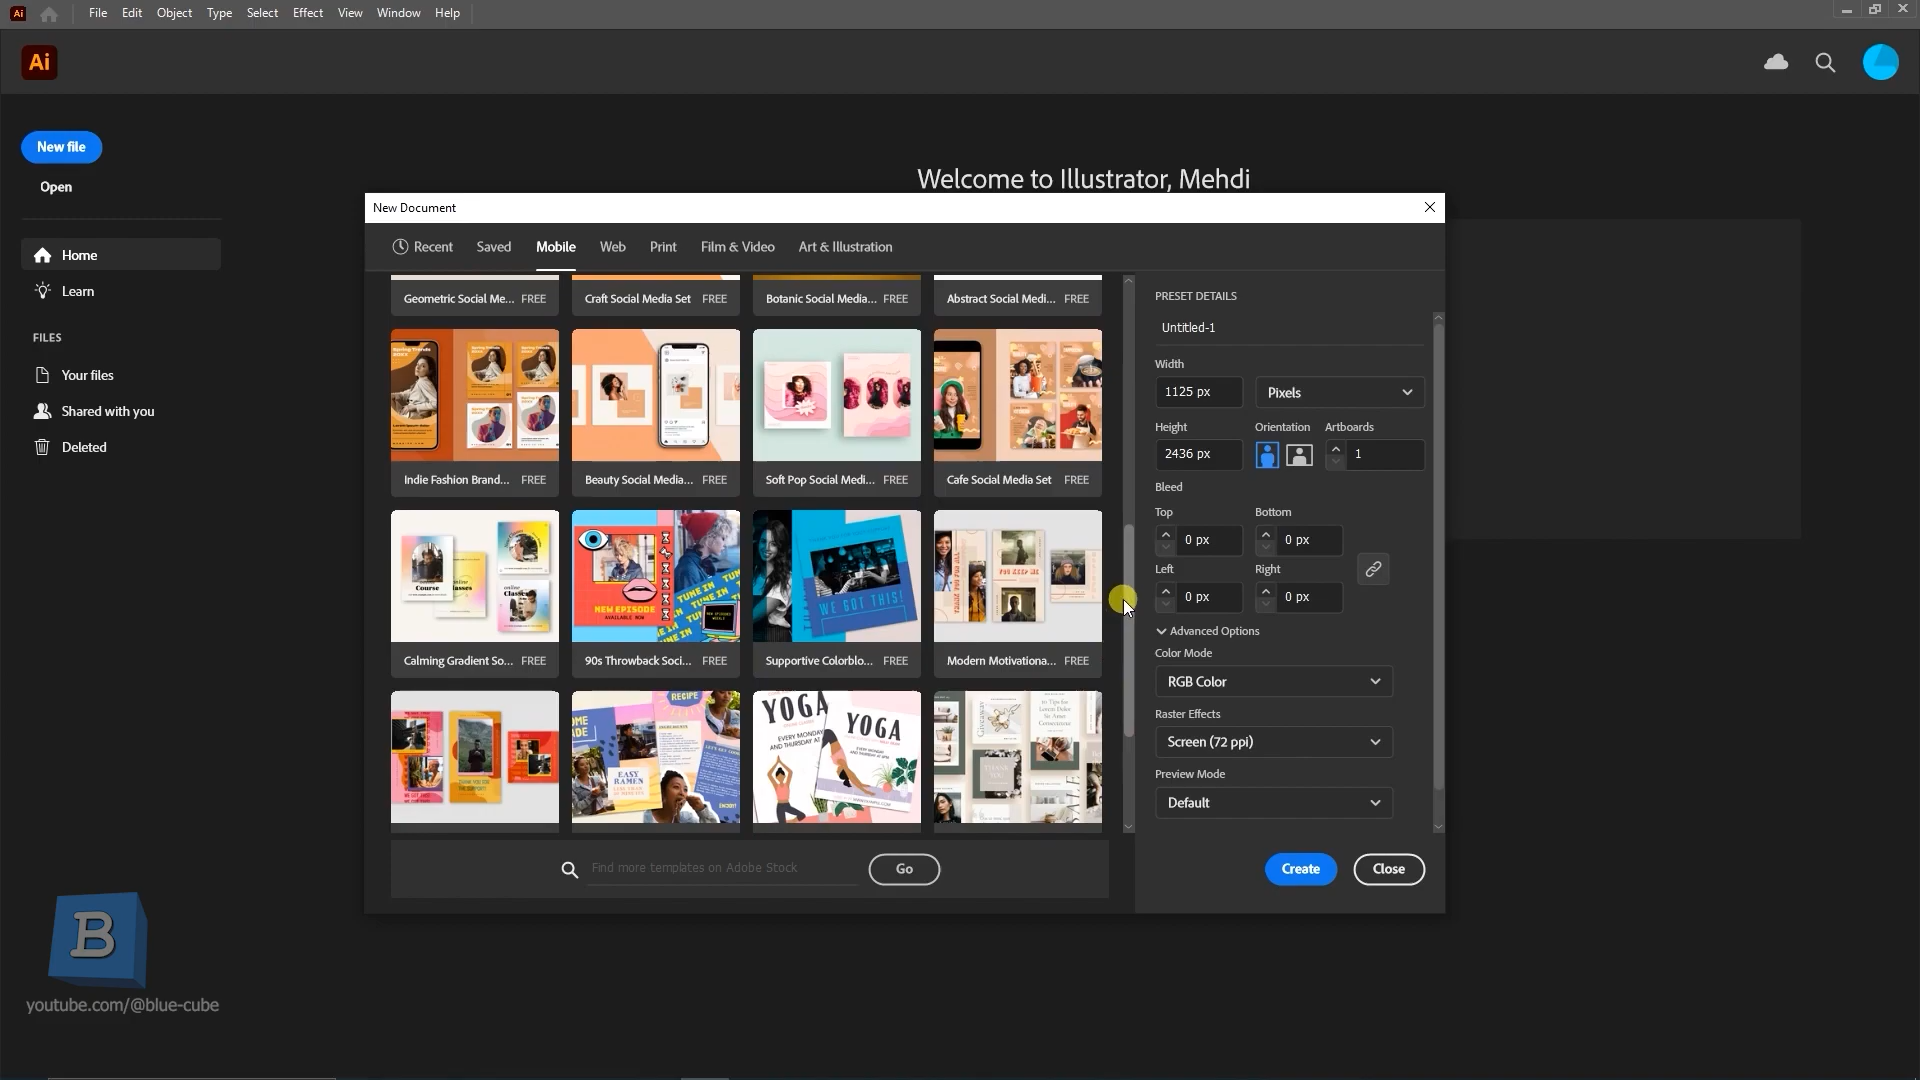 Ai
File Edit Object Type Select Effect View Window Help
Ai
New file
Open
Home
Learn
FILES
Your files
Shared with you
Deleted
Welcome to Illustrator, Mehdi
New Document
Recent Saved Mobile Web Print Film & Video Art & Illustration
Geometric Social Me... FREE
Craft Social Media Set FREE
Botanic Social Media... FREE
Abstract Social Medi... FREE
Indie Fashion Brand... FREE
Beauty Social Media... FREE
Soft Pop Social Medi... FREE
Cafe Social Media Set FREE
Course
NEW EPISODE
AVAILABLE NOW
TUNE IN
WE GOT THIS!
Calming Gradient So... FREE
90s Throwback Soci... FREE
Supportive Colorblo... FREE
Modern Motivationa... FREE
RECIPE
EASY
RAMEN
YOGA
EVERY MONDAY
AND THURSDAY AT
YOGA
Find more templates on Adobe Stock
Go
PRESET DETAILS
Untitled-1
Width
1125 px Pixels
Height Orientation Artboards
2436 px 1
Bleed
Top Bottom
0 px 0 px
Left Right
0 px 0 px
Advanced Options
Color Mode
RGB Color
Raster Effects
Screen (72 ppi)
Preview Mode
Default
Create Close
B
youtube.com/@blue-cube